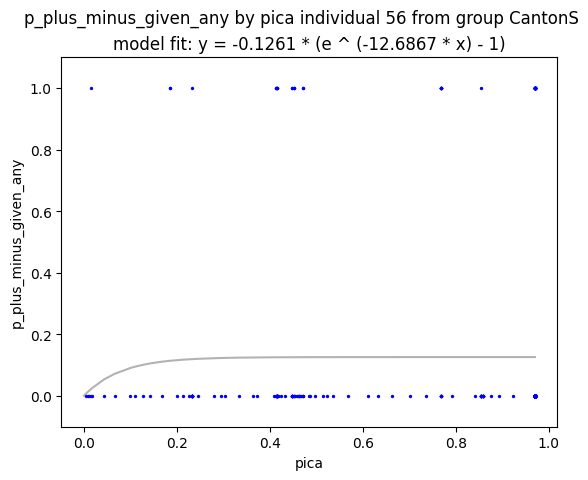 p_plus_minus_given_any by pica individual 56 from group CantonS
model fit: y = -0.1261 * (e ^ (-12.6867 * x) - 1)
p_plus_minus_given_any
1.0
0.8
0.6
0.4
0.2
0.0
0.0 0.2 0.4 0.6 0.8 1.0
pica